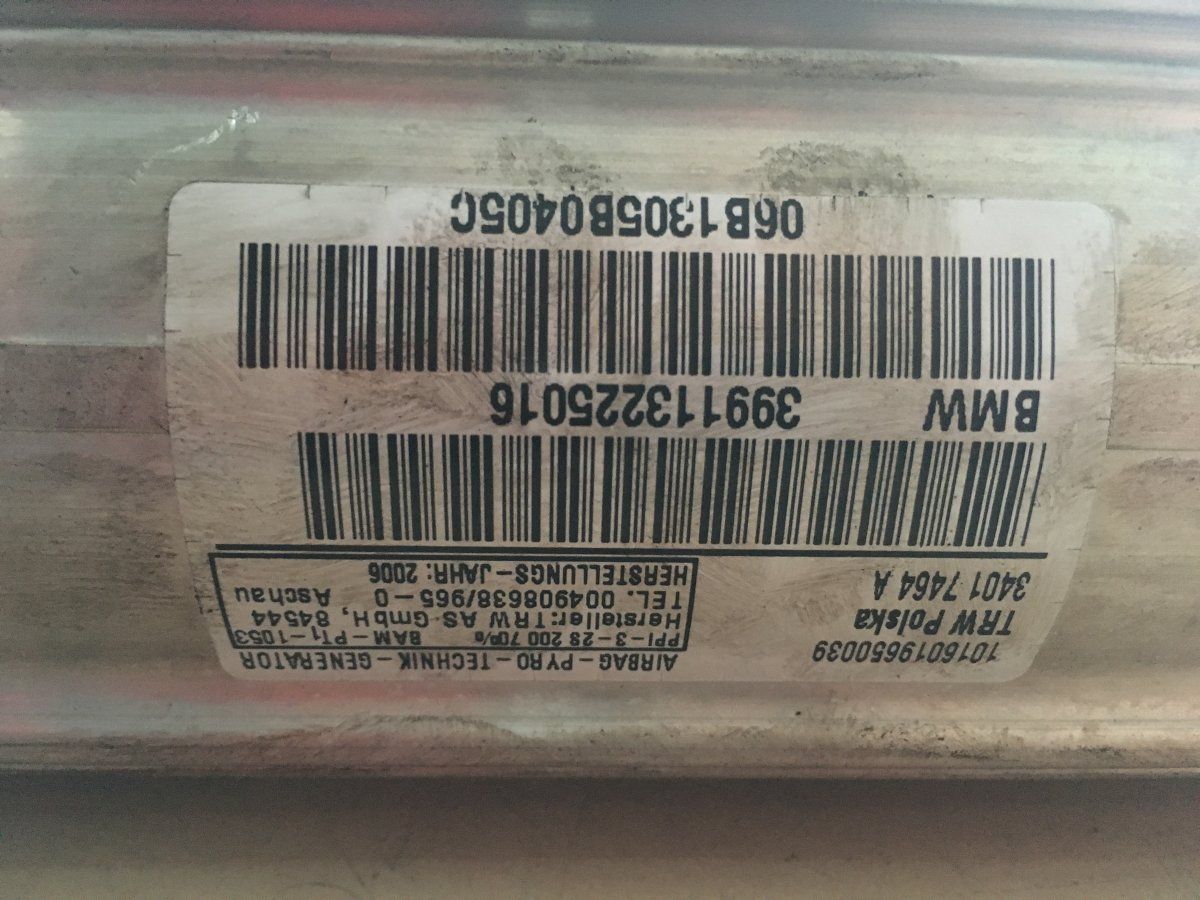 1016019650039
TRW Polska
3401 7464 A
AIRBAG-PYRO-TECHNIK-GENERATOR
PPI-3-2S 200 70% BAM-PT1-1053
Hersteller:TRW AS GmbH, 84544
TEL. 004908638/965-0 Aschau
HERSTELLUNGS-JAHR: 2006
BMW 399113225016
06B1305B0405C